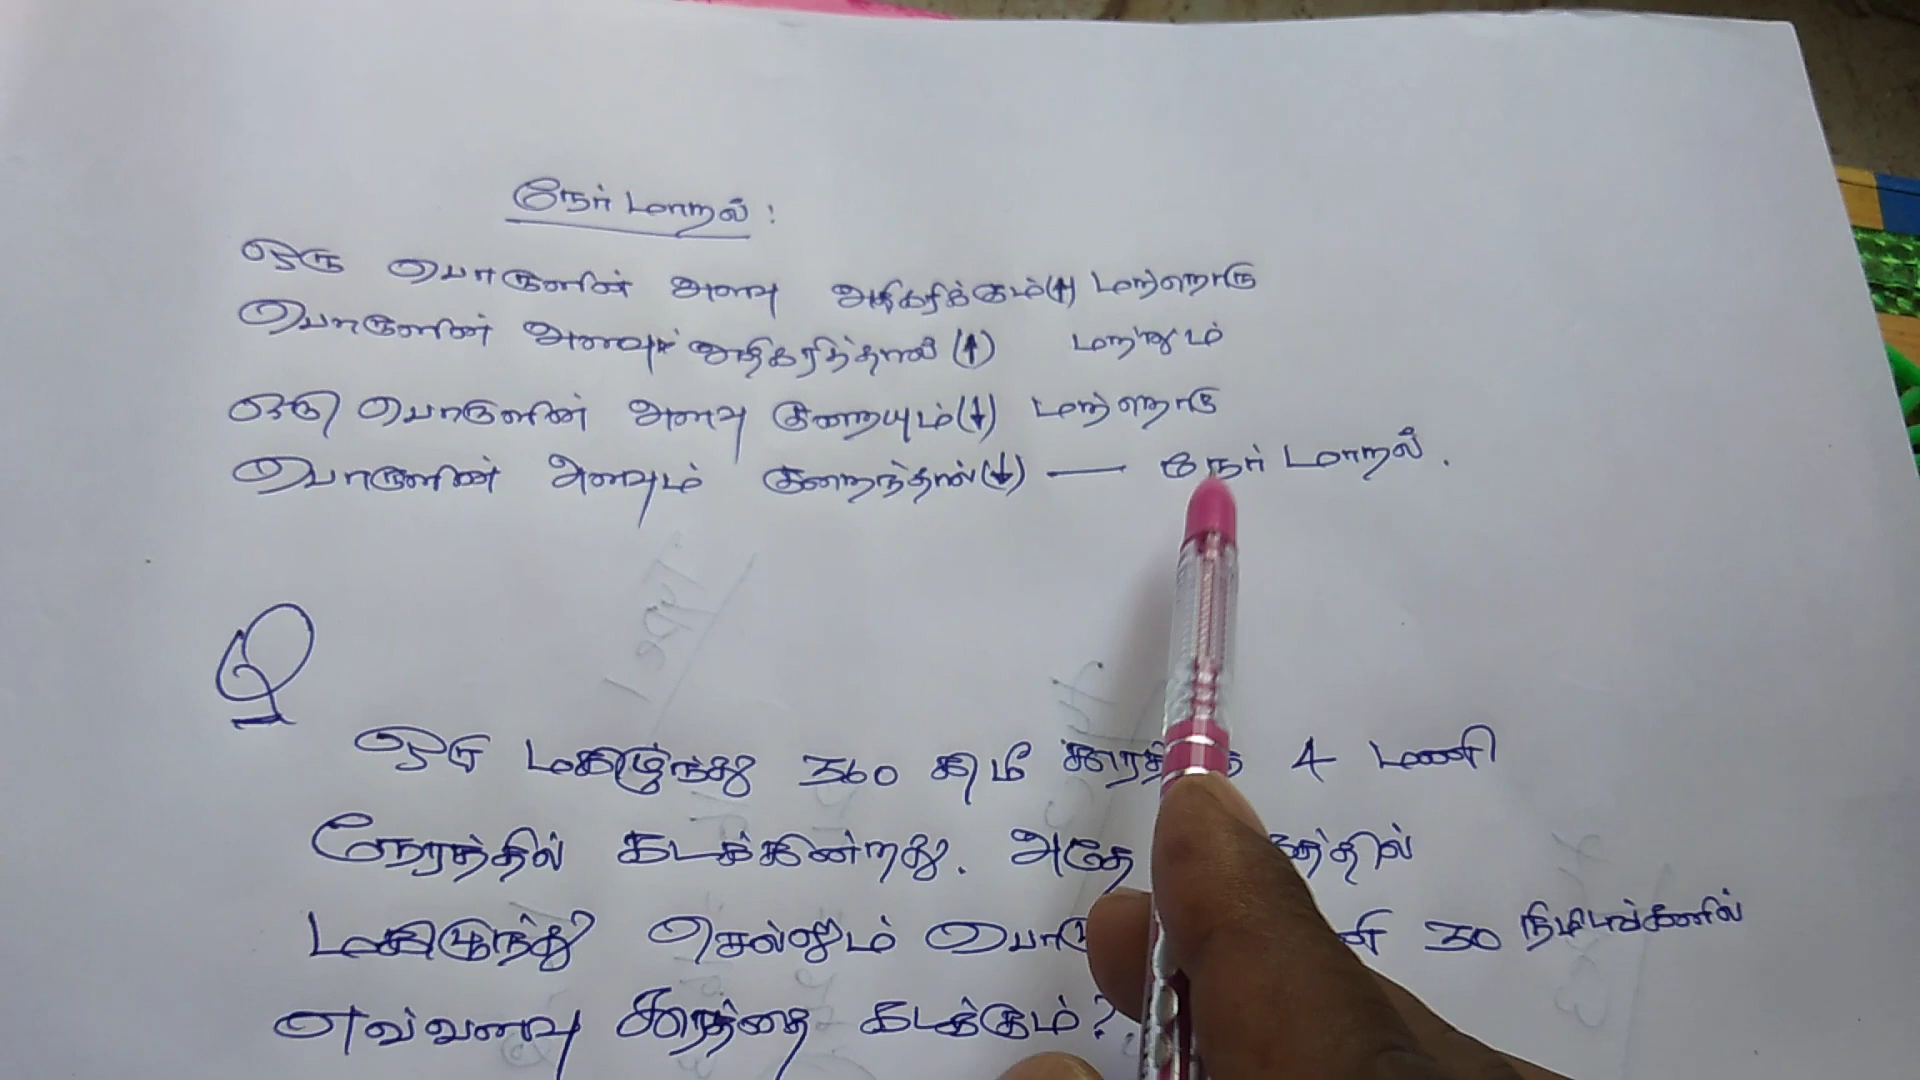 நேர் மாறல் :
ஒரு பொருளின் அளவு அதிகரிக்கும்(↑) மற்றொரு
பொருளின் அளவும் அதிகரித்தால் (↑) மற்றும்
ஒரு பொருளின் அளவு குறையும்(↓) மற்றொரு
பொருளின் அளவும் குறைந்தால்(↓) — நேர் மாறல்.
Q
ஒரு மகிழுந்து 360 கி.மீ 4 மணி
நேரத்தில் கடக்கின்றது. அதே
மகிழுந்து செல்லும் 30 நிமிடங்களில்
எவ்வளவு தூரத்தை கடக்கும்?